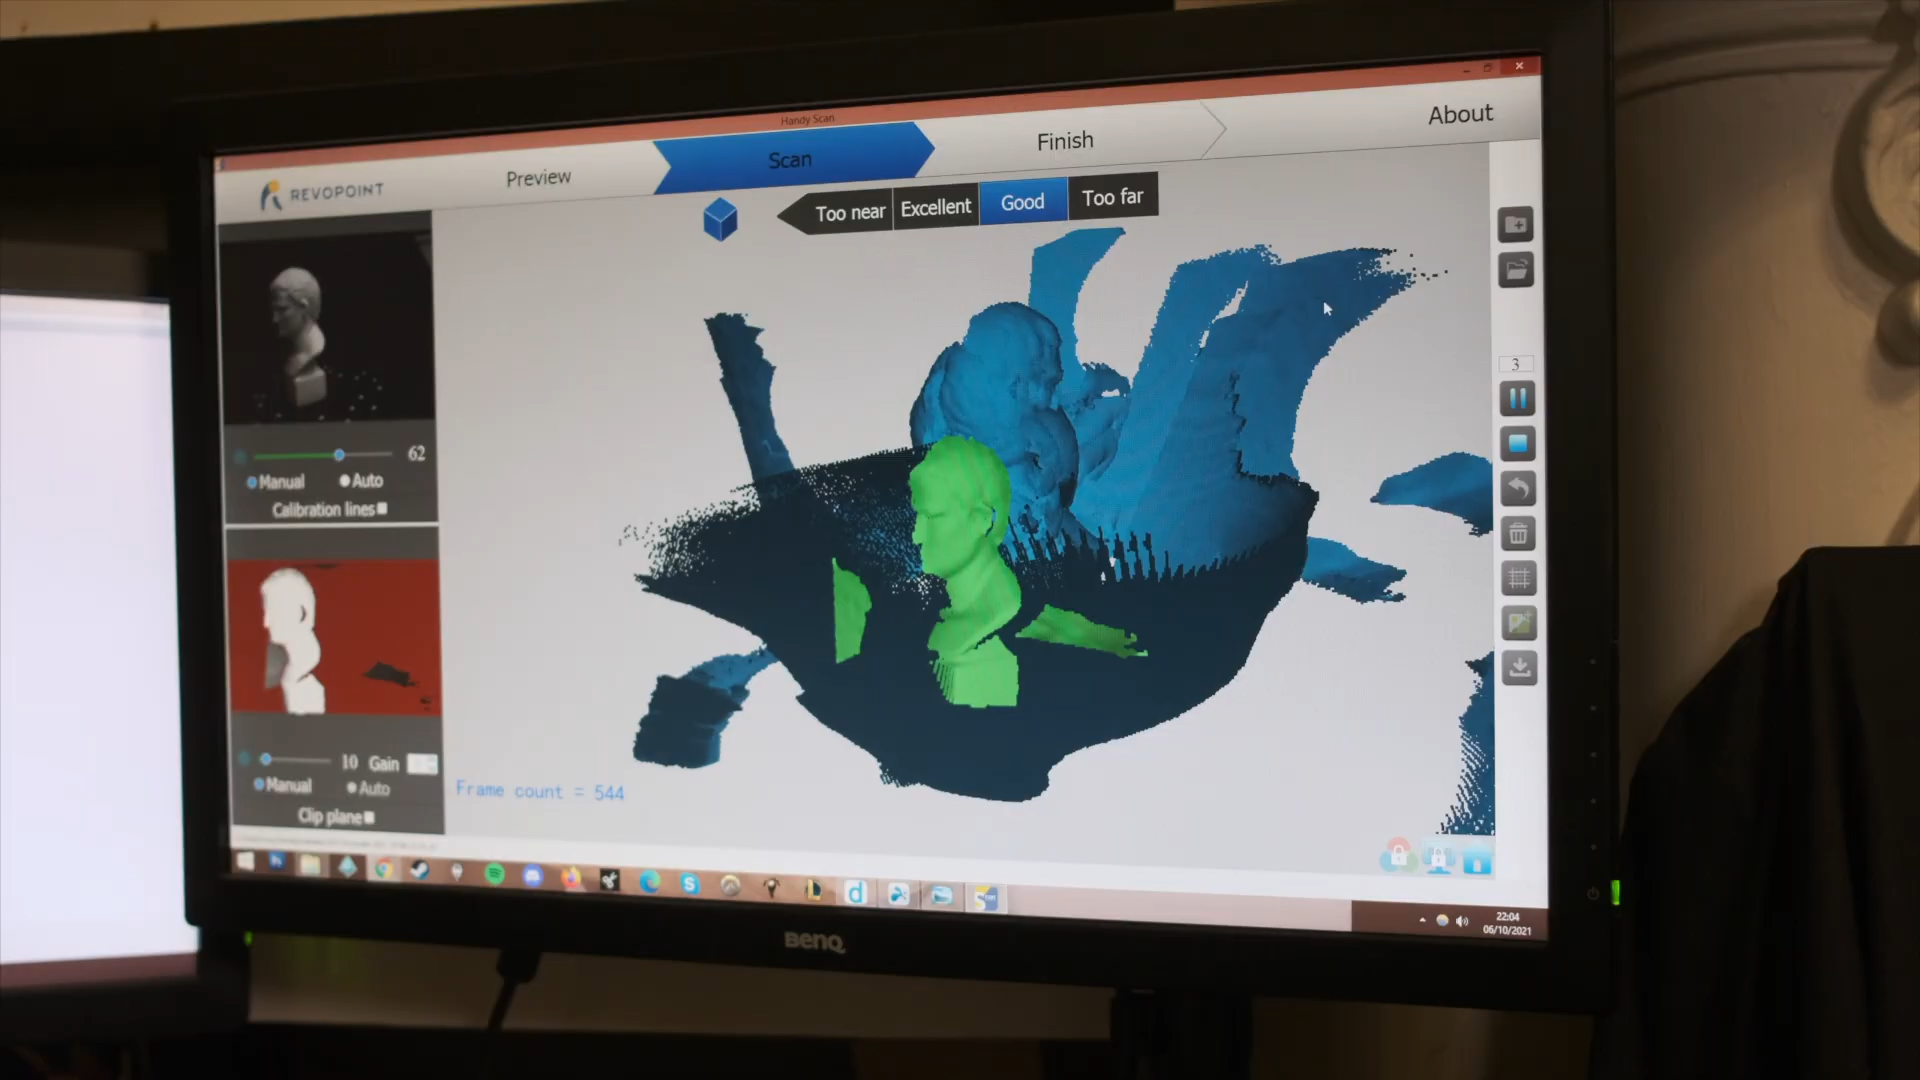 Handy Scan
REVOPOINT
Preview
Scan
Finish
About
Too near
Excellent
Good
Too far
3
62
Manual
Auto
Calibration lines
10
Gain
Manual
Auto
Clip plane
Frame count = 544
22:04
06/10/2021
BenQ